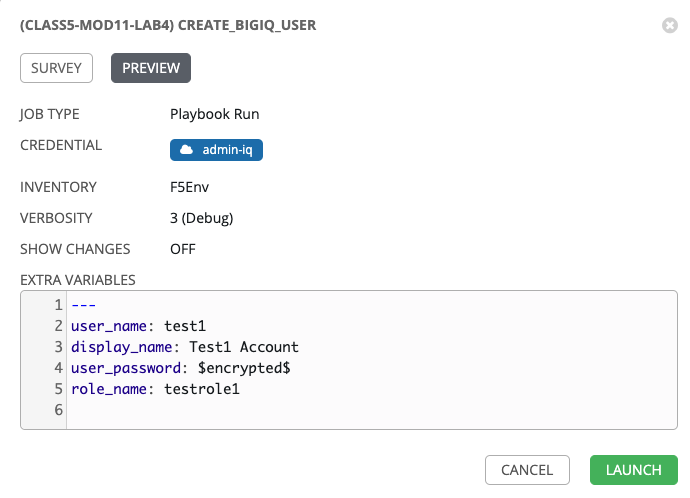 (CLASS5-MOD11-LAB4) CREATE_BIGIQ_USER
SURVEY PREVIEW
JOB TYPE Playbook Run
CREDENTIAL admin-iq
INVENTORY F5Env
VERBOSITY 3 (Debug)
SHOW CHANGES OFF
EXTRA VARIABLES
1 ---
2 user_name: test1
3 display_name: Test1 Account
4 user_password: $encrypted$
5 role_name: testrole1
6
CANCEL LAUNCH